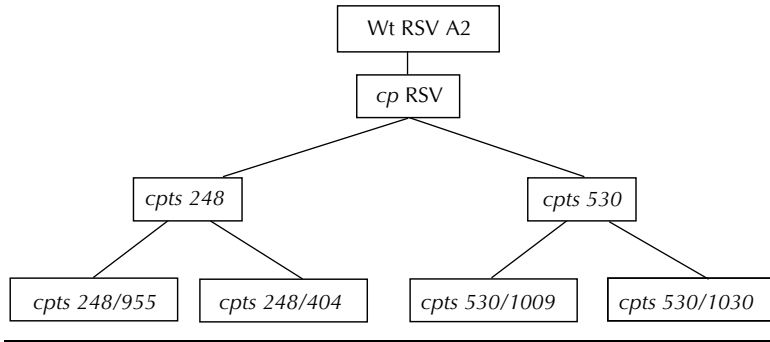 Wt RSV A2
cp RSV
cpts 248
cpts 530
cpts 248/955
cpts 248/404
cpts 530/1009
cpts 530/1030